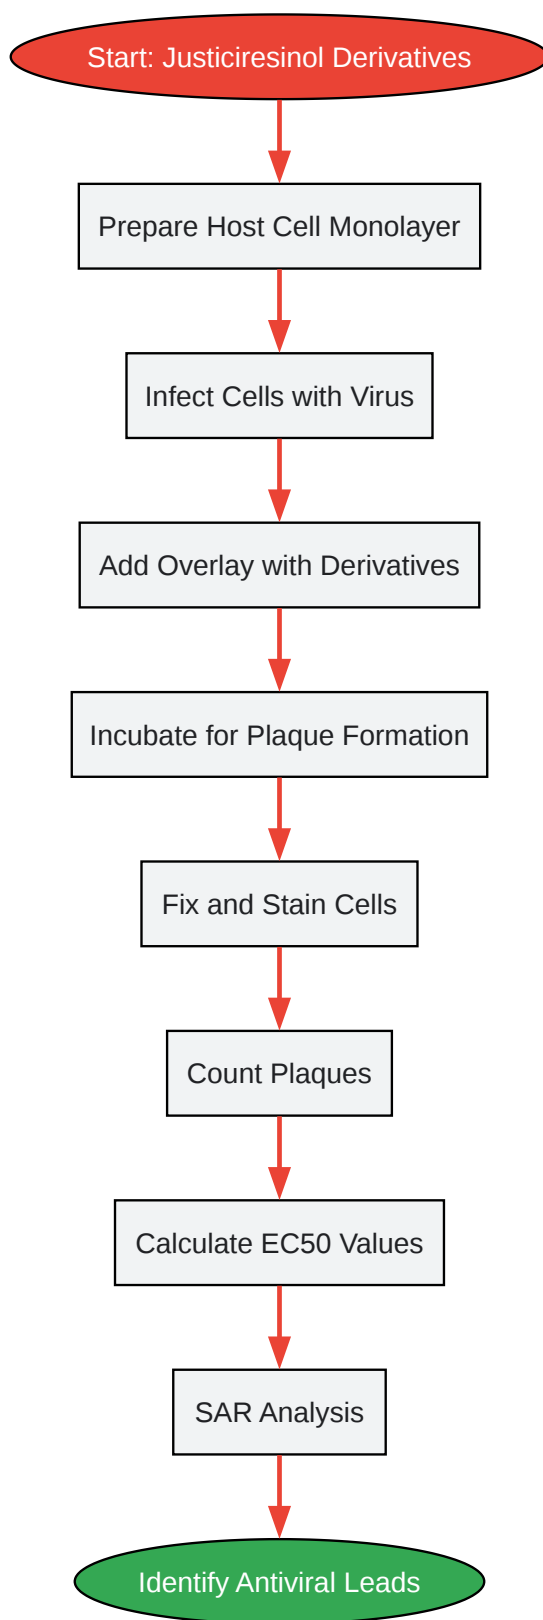 Start: Justiciresinol Derivatives
Prepare Host Cell Monolayer
Infect Cells with Virus
Add Overlay with Derivatives
Incubate for Plaque Formation
Fix and Stain Cells
Count Plaques
Calculate EC50 Values
SAR Analysis
Identify Antiviral Leads